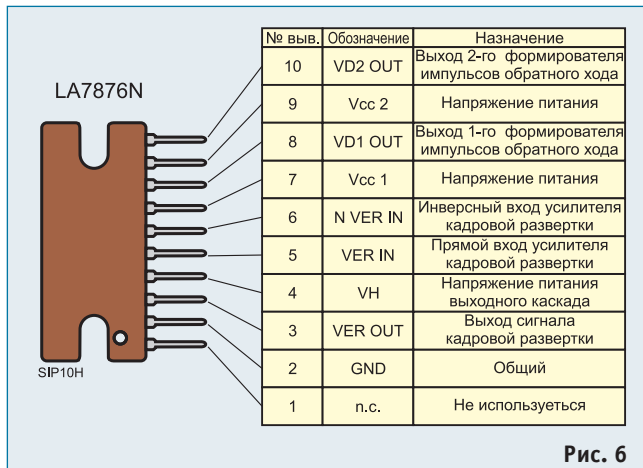 LA7876N
SIP10H
№ выв. Обозначение Назначение
10 VD2 OUT Выход 2-го формирователя
импульсов обратного хода
9 Vcc 2 Напряжение питания
8 VD1 OUT Выход 1-го формирователя
импульсов обратного хода
7 Vcc 1 Напряжение питания
6 N VER IN Инверсный вход усилителя
кадровой развертки
5 VER IN Прямой вход усилителя
кадровой развертки
4 VH Напряжение питания
выходного каскада
3 VER OUT Выход сигнала
кадровой развертки
2 GND Общий
1 n.c. Не используеться
Рис. 6